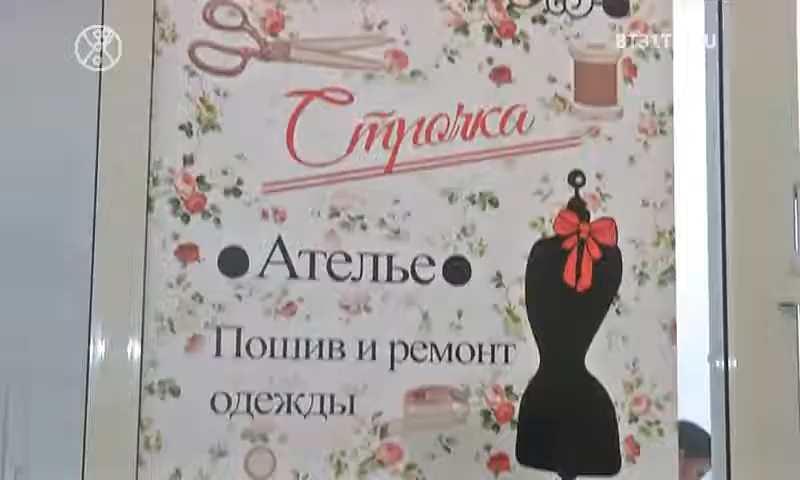 Строчка
Ателье
Пошив и ремонт
одежды